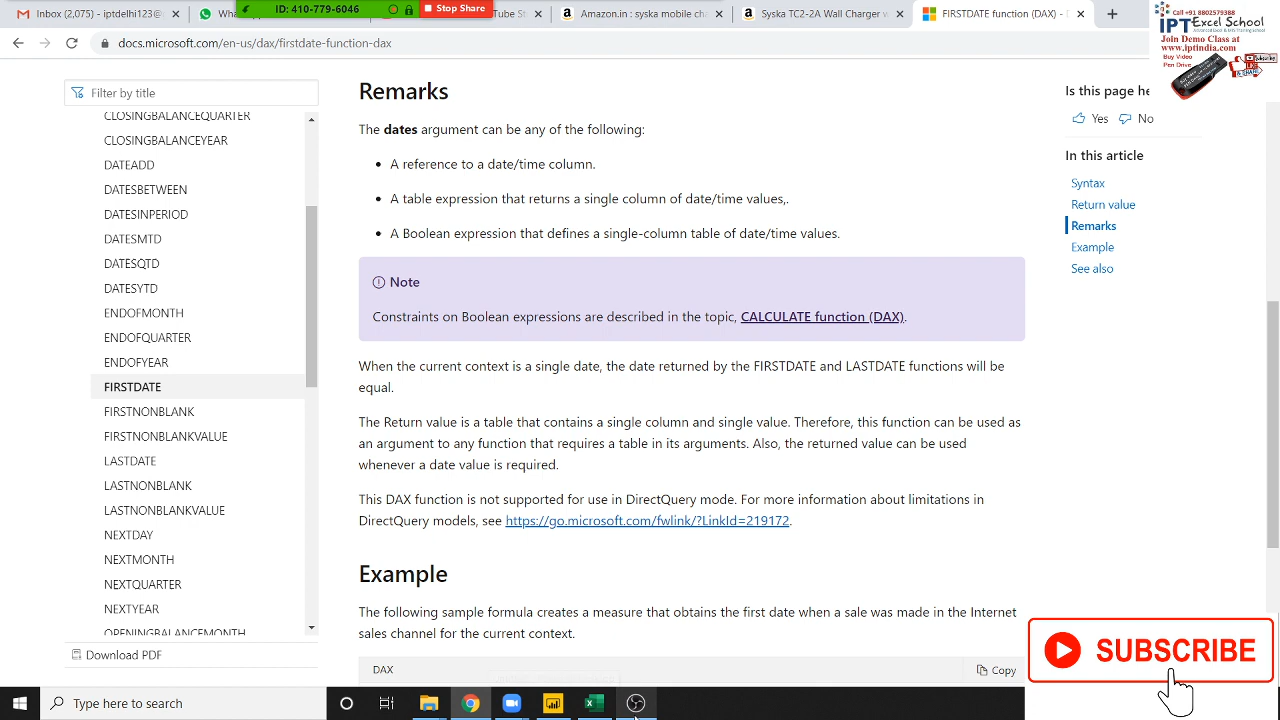 Inbox (2,075) - iptindi
ID: 410-779-6046
Stop Share
Amazon.in : syska mobile ch
Syska TC2-2A Wall Charger w
FIRSTDATE function (DAX) - D
docs.microsoft.com/en-us/dax/firstdate-function-dax
Call +91 8802579388
IPT Excel School
Join Demo Class at
www.iptindia.com
Buy Video
Pen Drive
Filter by title
CLOSINGBALANCEQUARTER
CLOSINGBALANCEYEAR
DATEADD
DATESBETWEEN
DATESINPERIOD
DATESMTD
DATESQTD
DATESYTD
ENDOFMONTH
ENDOFQUARTER
ENDOFYEAR
FIRSTDATE
FIRSTNONBLANK
FIRSTNONBLANKVALUE
LASTDATE
LASTNONBLANK
LASTNONBLANKVALUE
NEXTDAY
NEXTMONTH
NEXTQUARTER
NEXTYEAR
OPENINGBALANCEMONTH
Download PDF
Remarks
The dates argument can be any of the following:
• A reference to a date/time column.
• A table expression that returns a single column of date/time values,.
• A Boolean expression that defines a single-column table of date/time values.
Note
Constraints on Boolean expressions are described in the topic, CALCULATE function (DAX).
When the current context is a single date, the date returned by the FIRSTDATE and LASTDATE functions will be
equal.
The Return value is a table that contains a single column and single value. Therefore, this function can be used as
an argument to any function that requires a table in its arguments. Also, the returned value can be used
whenever a date value is required.
This DAX function is not supported for use in DirectQuery mode. For more information about limitations in
DirectQuery models, see https://go.microsoft.com/fwlink/?LinkId=219172.
Example
The following sample formula creates a measure that obtains the first date when a sale was made in the Internet
sales channel for the current context.
DAX
Copy
Is this page he
Yes No
In this article
Syntax
Return value
Remarks
Example
See also
SUBSCRIBE
Type here to search